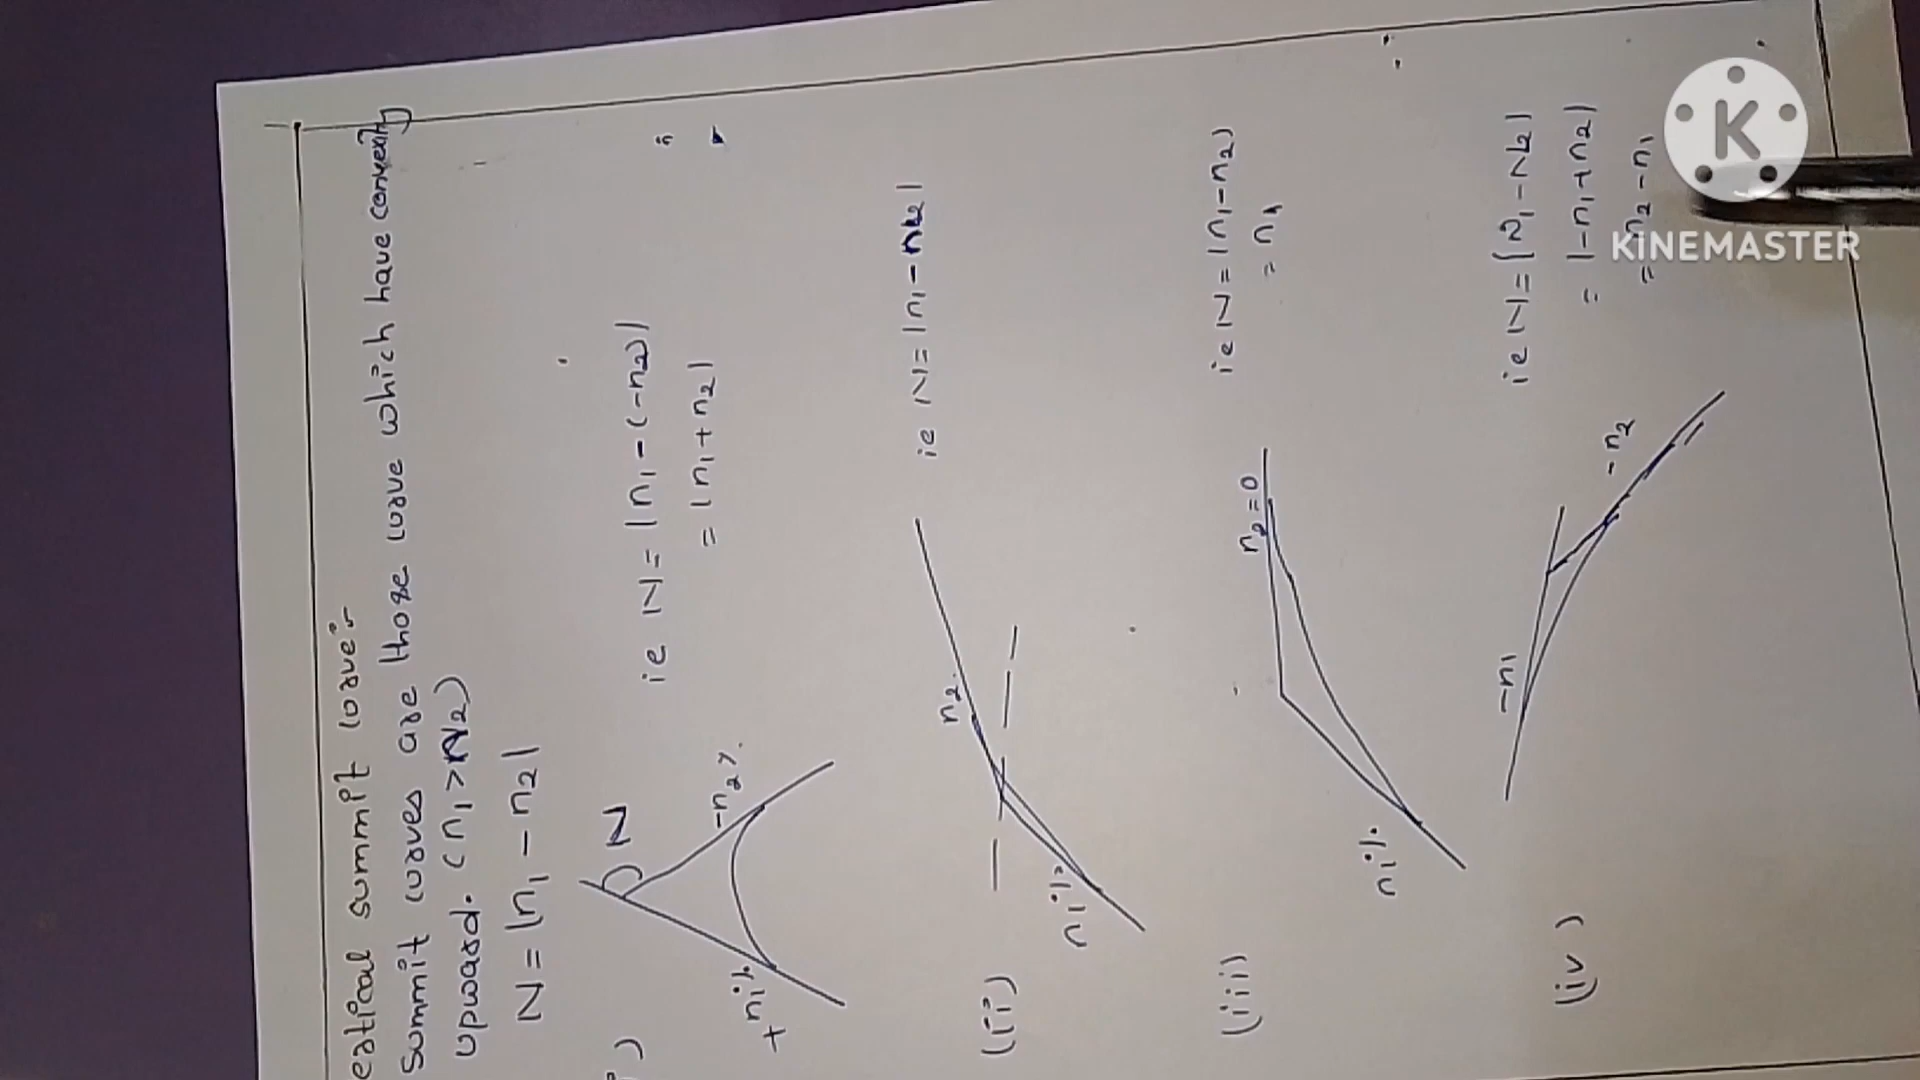 eatical summit curve:-
summit curves are those curve which have convexity
upward. (n₁>N₂)
N = |n₁ - n₂|
i)
N
+n₁%
-n₂%.
ie N = |n₁ - (-n₂)|
= |n₁ + n₂|
(ii)
n₁%
n₂.
ie N = |n₁ - n₂|
(iii)
n₁%
n₂=0
ie N = |n₁ - n₂)
= n₁
(iv)
-n₁
-n₂
ie N = |N₁ - N₂|
= |-n₁+n₂|
= n₂-n₁
K
KINEMASTER